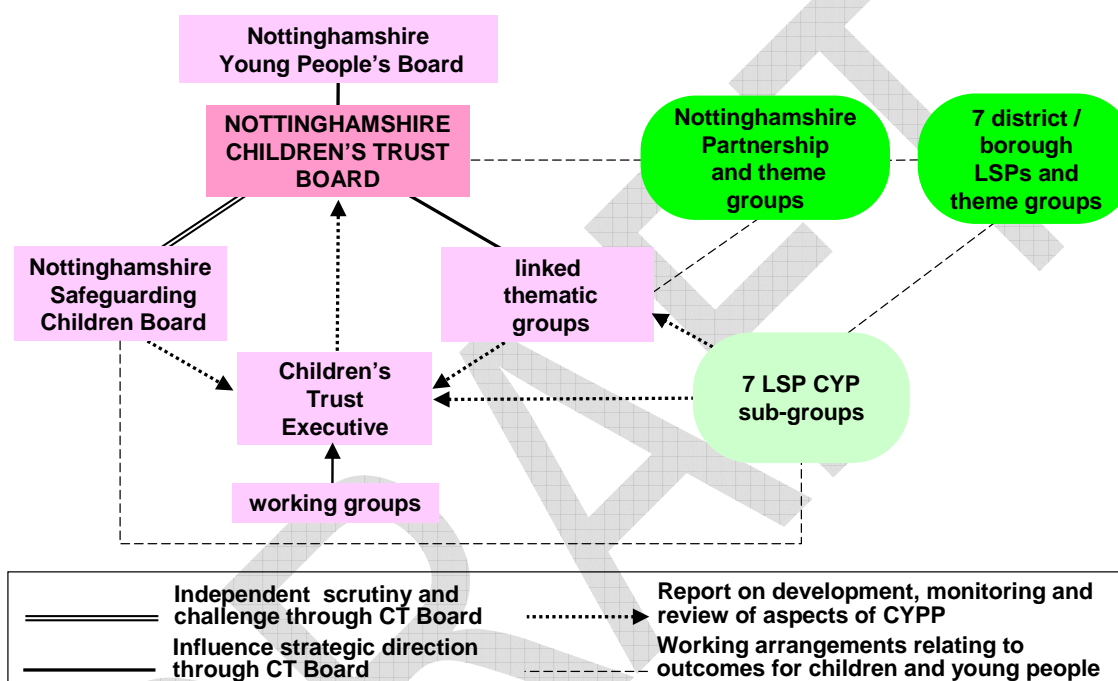 Nottinghamshire
Young People's Board
NOTTINGHAMSHIRE
CHILDREN'S TRUST
BOARD
Nottinghamshire
Partnership
and theme
groups
7 district /
borough
LSPs and
theme groups
Nottinghamshire
Safeguarding
Children Board
linked
thematic
groups
Children's
Trust
Executive
7 LSP CYP
sub-groups
working groups
Independent scrutiny and
challenge through CT Board
Influence strategic direction
through CT Board
Report on development, monitoring and
review of aspects of CYPP
Working arrangements relating to
outcomes for children and young people
DRAFT